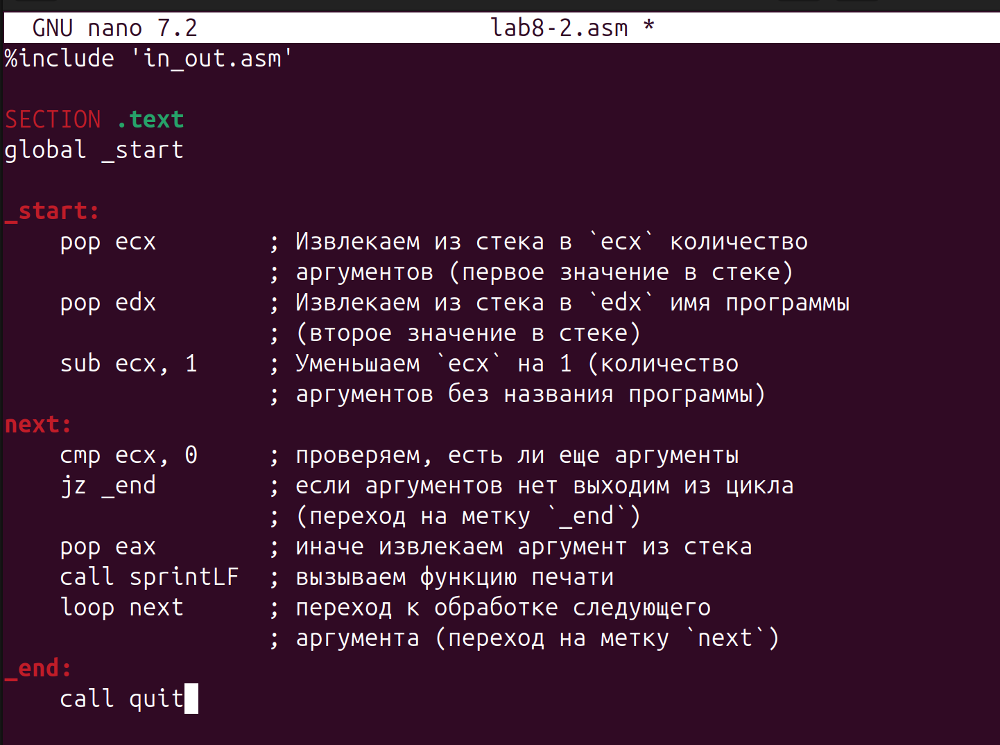 GNU nano 7.2 lab8-2.asm *
%include 'in_out.asm'
SECTION .text
global _start
_start:
pop ecx ; Извлекаем из стека в `ecx` количество
; аргументов (первое значение в стеке)
pop edx ; Извлекаем из стека в `edx` имя программы
; (второе значение в стеке)
sub ecx, 1 ; Уменьшаем `ecx` на 1 (количество
; аргументов без названия программы)
next:
cmp ecx, 0 ; проверяем, есть ли еще аргументы
jz _end ; если аргументов нет выходим из цикла
; (переход на метку `_end`)
pop eax ; иначе извлекаем аргумент из стека
call sprintLF ; вызываем функцию печати
loop next ; переход к обработке следующего
; аргумента (переход на метку `next`)
_end:
call quit